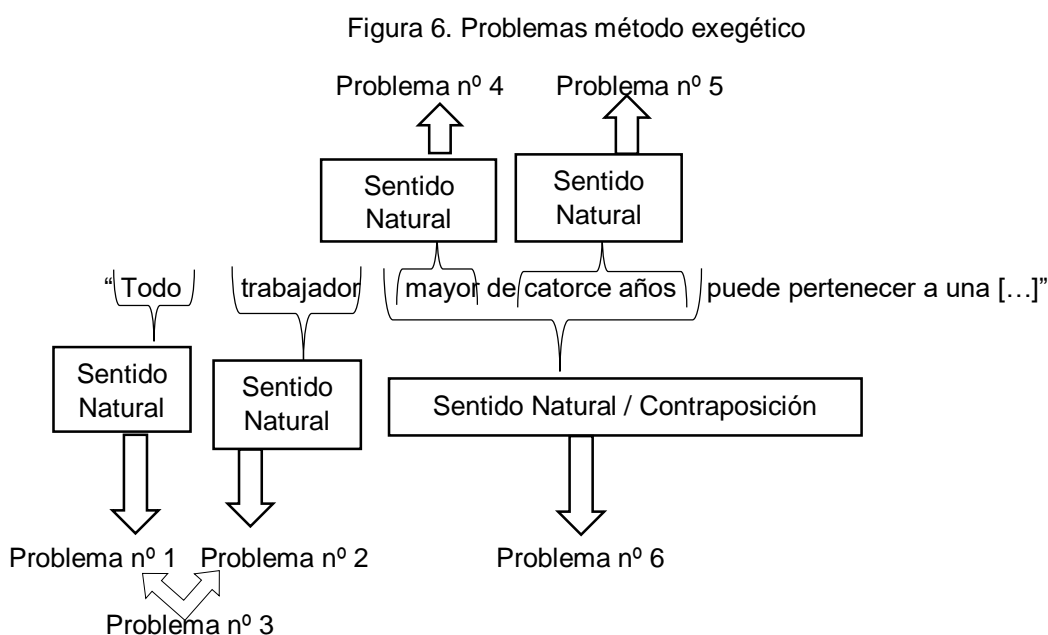 Figura 6. Problemas método exegético
Problema nº 4 Problema nº 5
Sentido
Natural
Sentido
Natural
“ Todo trabajador mayor de catorce años puede pertenecer a una […]”
Sentido
Natural
Sentido
Natural
Sentido Natural / Contraposición
Problema nº 1 Problema nº 2 Problema nº 6
Problema nº 3